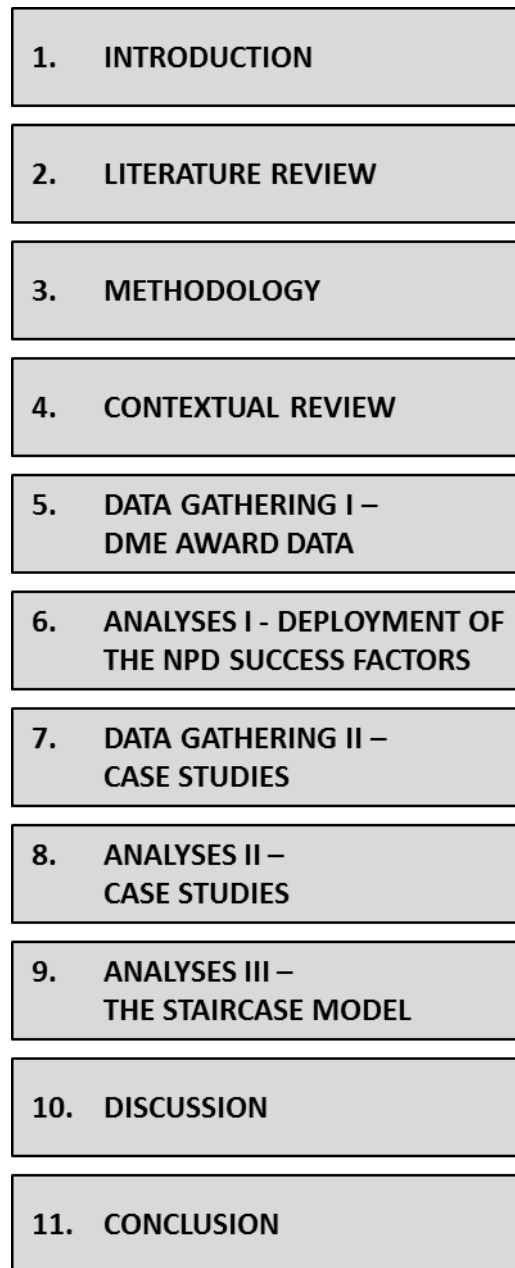 1. INTRODUCTION
2. LITERATURE REVIEW
3. METHODOLOGY
4. CONTEXTUAL REVIEW
5. DATA GATHERING I –
DME AWARD DATA
6. ANALYSES I - DEPLOYMENT OF
THE NPD SUCCESS FACTORS
7. DATA GATHERING II –
CASE STUDIES
8. ANALYSES II –
CASE STUDIES
9. ANALYSES III –
THE STAIRCASE MODEL
10. DISCUSSION
11. CONCLUSION